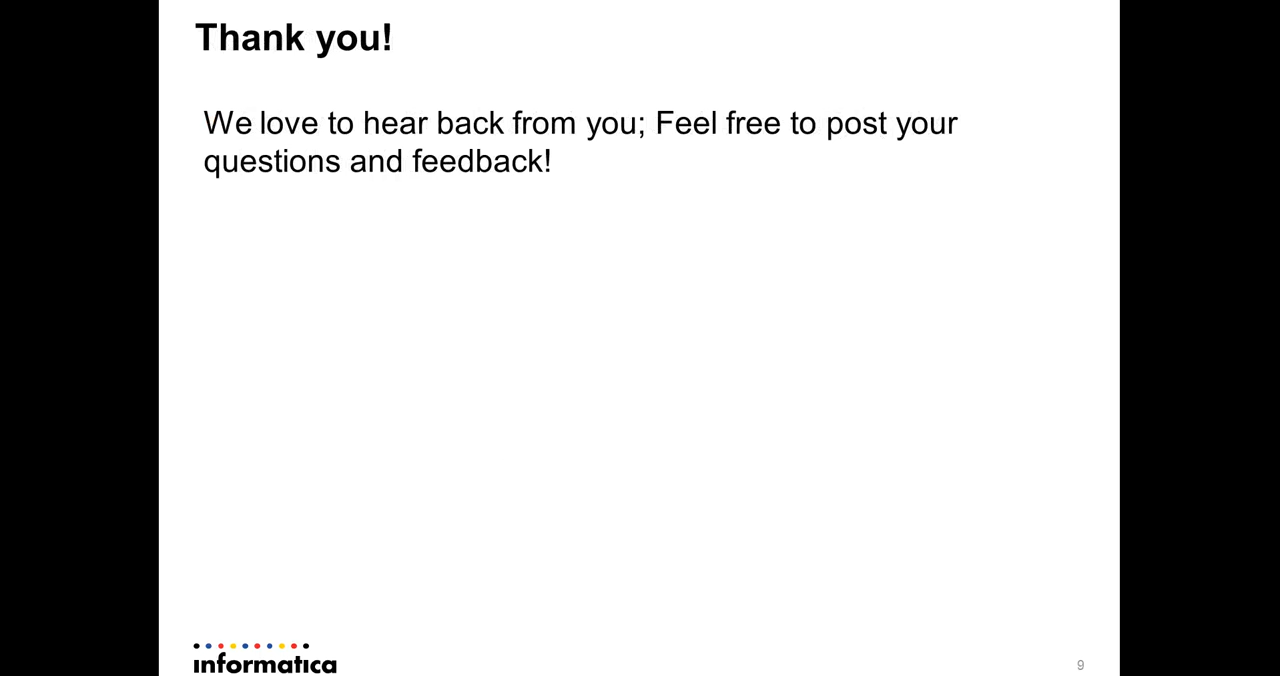 Thank you!
We love to hear back from you; Feel free to post your
questions and feedback!
informatica
9